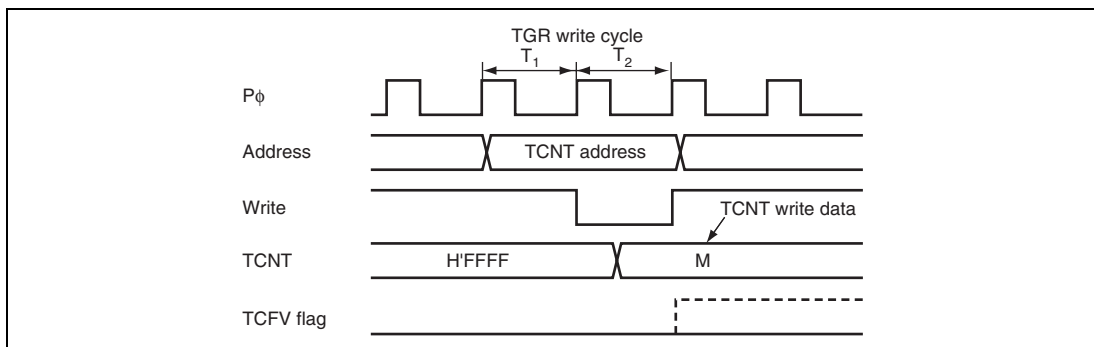 TGR write cycle
T1 T2
Pϕ
Address TCNT address
Write
TCNT write data
TCNT H'FFFF M
TCFV flag